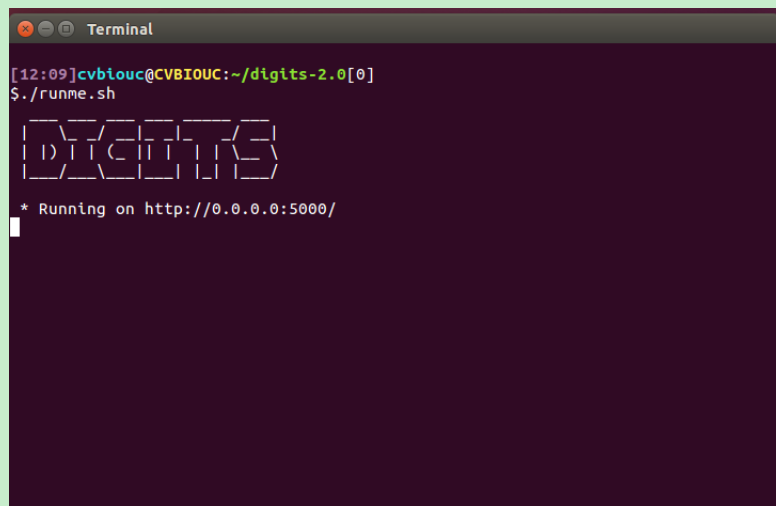 Terminal
[12:09]cvbiouc@CVBIOUC:~/digits-2.0[0]
$./runme.sh
DIGITS
* Running on http://0.0.0.0:5000/